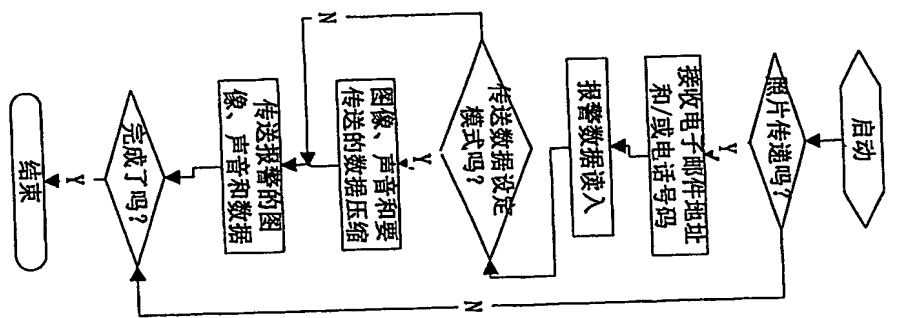 启动
照片传递吗?
Y
接收电子邮件地址
和/或电话号码
报警数据读入
传送数据设定
模式吗?
Y
N
图像、声音和要
传送的数据压缩
传送报警的图
像、声音和数据
完成了吗?
Y
N
结束